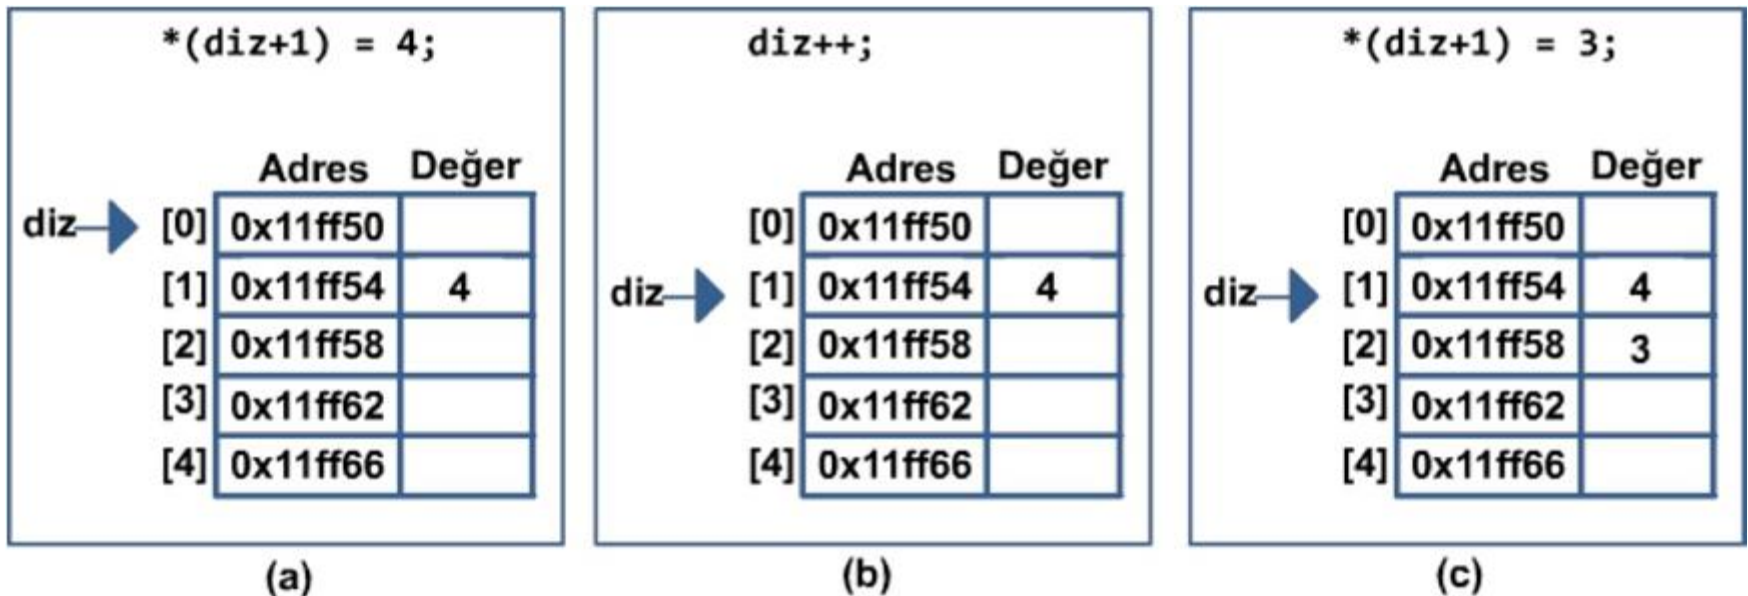 *(diz+1) = 4;
Adres Değer
diz [0] 0x11ff50
[1] 0x11ff54 4
[2] 0x11ff58
[3] 0x11ff62
[4] 0x11ff66
(a)
diz++;
Adres Değer
[0] 0x11ff50
diz [1] 0x11ff54 4
[2] 0x11ff58
[3] 0x11ff62
[4] 0x11ff66
(b)
*(diz+1) = 3;
Adres Değer
[0] 0x11ff50
diz [1] 0x11ff54 4
[2] 0x11ff58 3
[3] 0x11ff62
[4] 0x11ff66
(c)